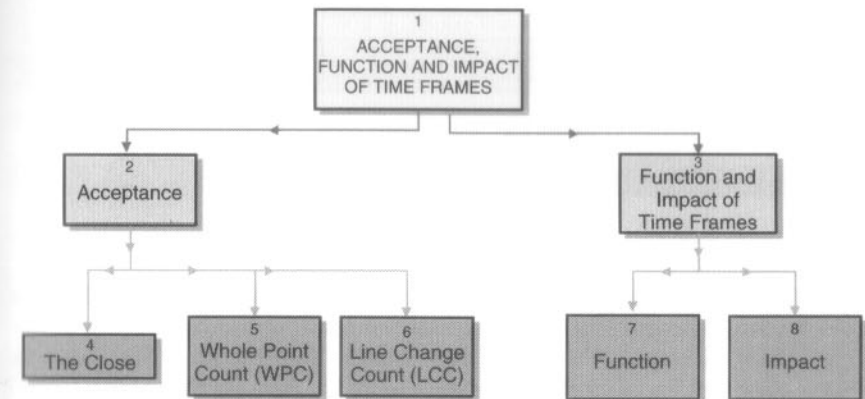 1
ACCEPTANCE,
FUNCTION AND IMPACT
OF TIME FRAMES
2
Acceptance
3
Function and
Impact of
Time Frames
4
The Close
5
Whole Point
Count (WPC)
6
Line Change
Count (LCC)
7
Function
8
Impact